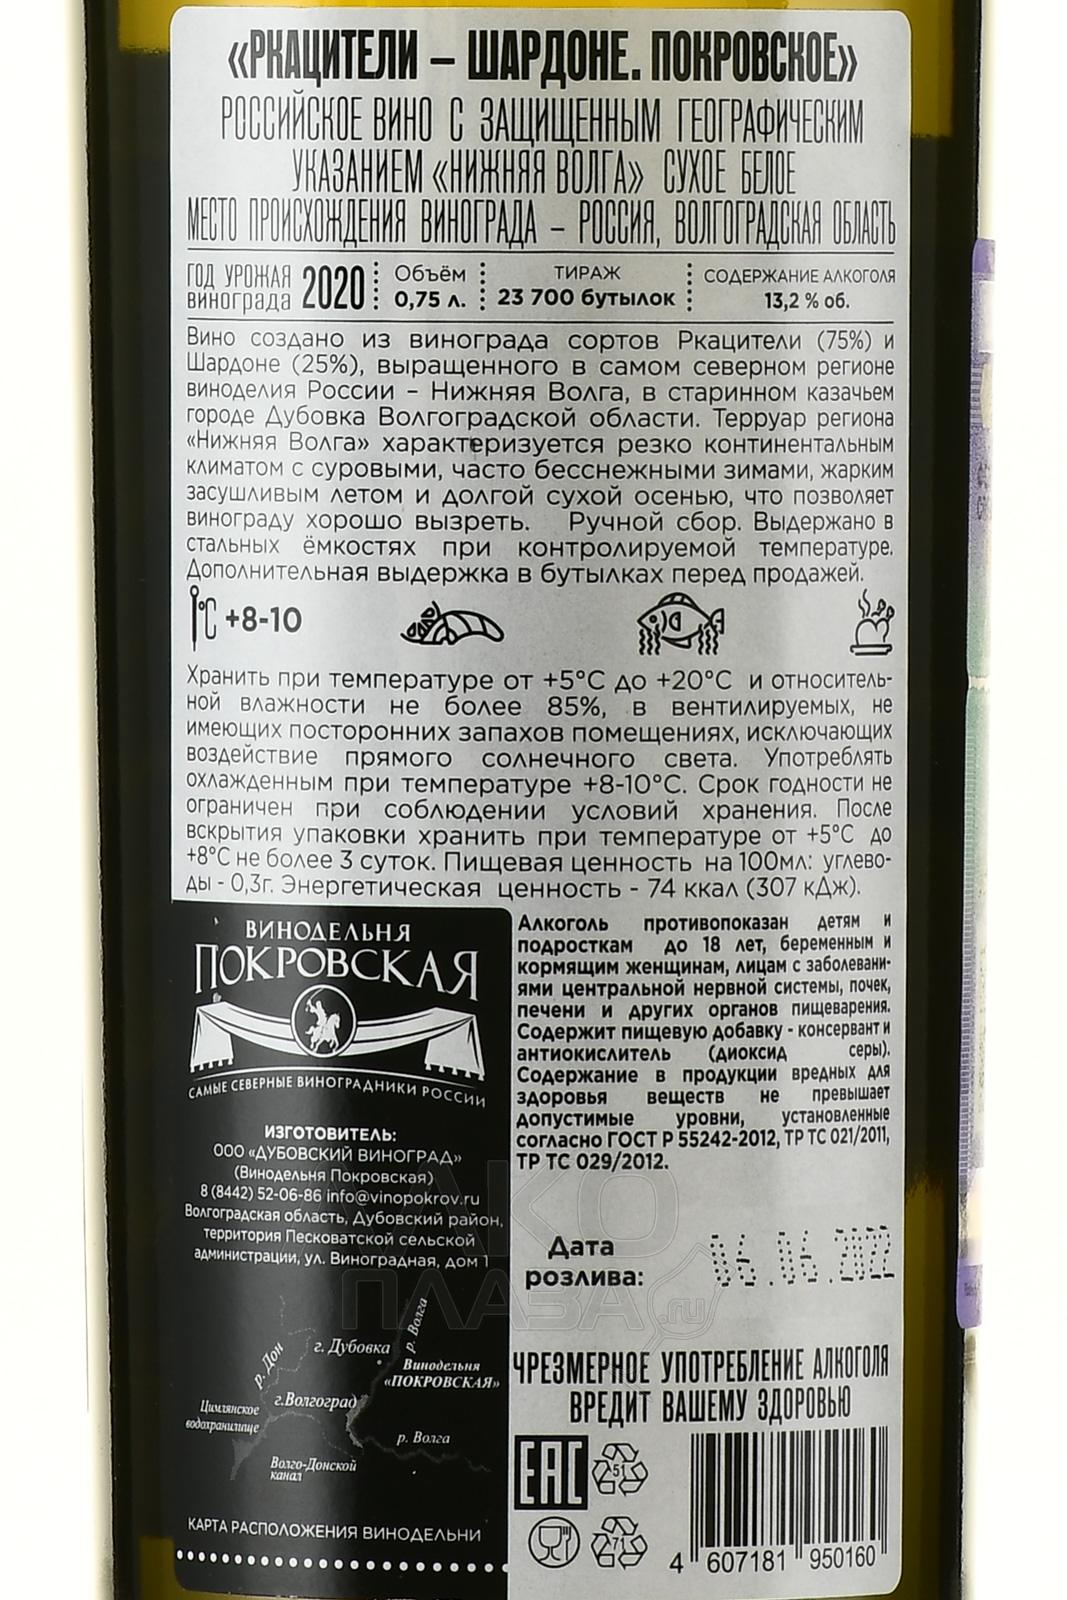 «РКАЦИТЕЛИ – ШАРДОНЕ. ПОКРОВСКОЕ»
РОССИЙСКОЕ ВИНО С ЗАЩИЩЕННЫМ ГЕОГРАФИЧЕСКИМ
УКАЗАНИЕМ «НИЖНЯЯ ВОЛГА» СУХОЕ БЕЛОЕ
МЕСТО ПРОИСХОЖДЕНИЯ ВИНОГРАДА – РОССИЯ, ВОЛГОГРАДСКАЯ ОБЛАСТЬ
ГОД УРОЖАЯ
винограда 2020
Объём
0,75 л.
ТИРАЖ
23 700 бутылок
СОДЕРЖАНИЕ АЛКОГОЛЯ
13,2 % об.
Вино создано из винограда сортов Ркацители (75%) и
Шардоне (25%), выращенного в самом северном регионе
виноделия России – Нижняя Волга, в старинном казачьем
городе Дубовка Волгоградской области. Терруар региона
«Нижняя Волга» характеризуется резко континентальным
климатом с суровыми, часто бесснежными зимами, жарким
засушливым летом и долгой сухой осенью, что позволяет
винограду хорошо вызреть. Ручной сбор. Выдержано в
стальных ёмкостях при контролируемой температуре.
Дополнительная выдержка в бутылках перед продажей.
°C +8-10
Хранить при температуре от +5°С до +20°С и относитель-
ной влажности не более 85%, в вентилируемых, не
имеющих посторонних запахов помещениях, исключающих
воздействие прямого солнечного света. Употреблять
охлажденным при температуре +8-10°С. Срок годности не
ограничен при соблюдении условий хранения. После
вскрытия упаковки хранить при температуре от +5°С до
+8°С не более 3 суток. Пищевая ценность на 100мл: углево-
ды - 0,3г. Энергетическая ценность - 74 ккал (307 кДж).
ВИНОДЕЛЬНЯ
ПОКРОВСКАЯ
САМЫЕ СЕВЕРНЫЕ ВИНОГРАДНИКИ РОССИИ
ИЗГОТОВИТЕЛЬ:
ООО «ДУБОВСКИЙ ВИНОГРАД»
(Винодельня Покровская)
8 (8442) 52-06-86 info@vinopokrov.ru
Волгоградская область, Дубовский район,
территория Песковатской сельской
администрации, ул. Виноградная, дом 1
р. Волга
г. Дубовка
р. Дон
Винодельня
«ПОКРОВСКАЯ»
г.Волгоград
Цимлянское
водохранилище
р. Волга
Волго-Донской
канал
КАРТА РАСПОЛОЖЕНИЯ ВИНОДЕЛЬНИ
Алкоголь противопоказан детям и
подросткам до 18 лет, беременным и
кормящим женщинам, лицам с заболевани-
ями центральной нервной системы, почек,
печени и других органов пищеварения.
Содержит пищевую добавку - консервант и
антиокислитель (диоксид серы).
Содержание в продукции вредных для
здоровья веществ не превышает
допустимые уровни, установленные
согласно ГОСТ Р 55242-2012, ТР ТС 021/2011,
ТР ТС 029/2012.
Дата
розлива:
06.06.2022
ЧРЕЗМЕРНОЕ УПОТРЕБЛЕНИЕ АЛКОГОЛЯ
ВРЕДИТ ВАШЕМУ ЗДОРОВЬЮ
EAC
51
71
4 607181 950160
АЛКО
ПЛАЗА.ru